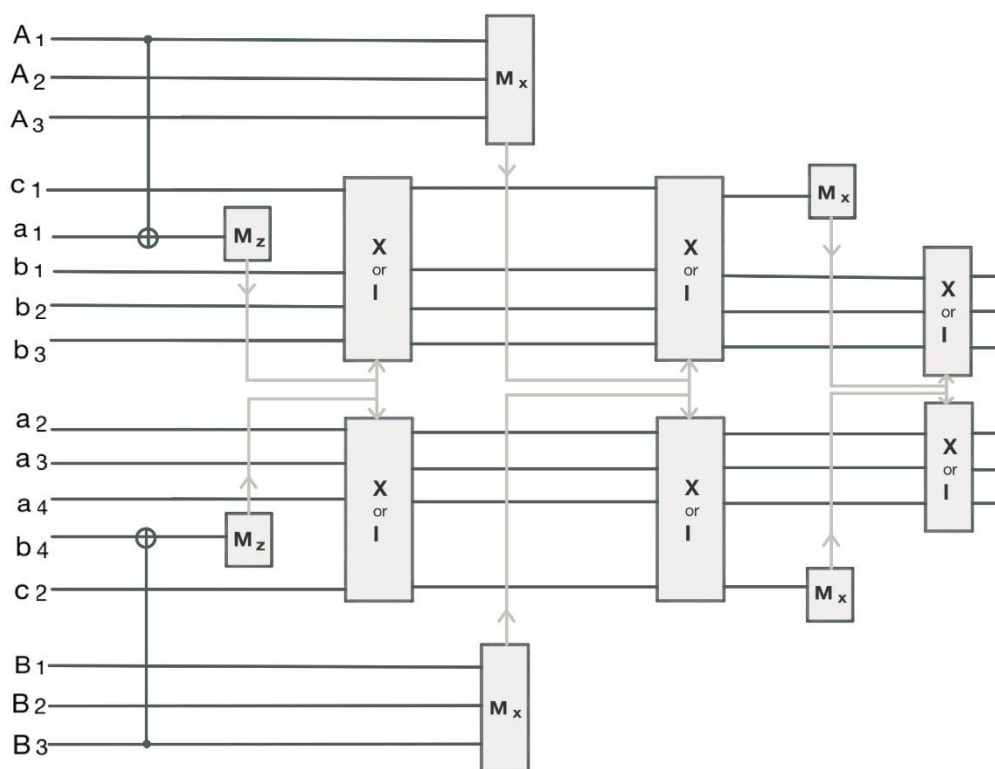 A1
A2
A3
Mx
c1
a1
Mz
b1
b2
b3
X
or
I
X
or
I
Mx
X
or
I
a2
a3
a4
b4
Mz
c2
X
or
I
X
or
I
Mx
X
or
I
B1
B2
B3
Mx